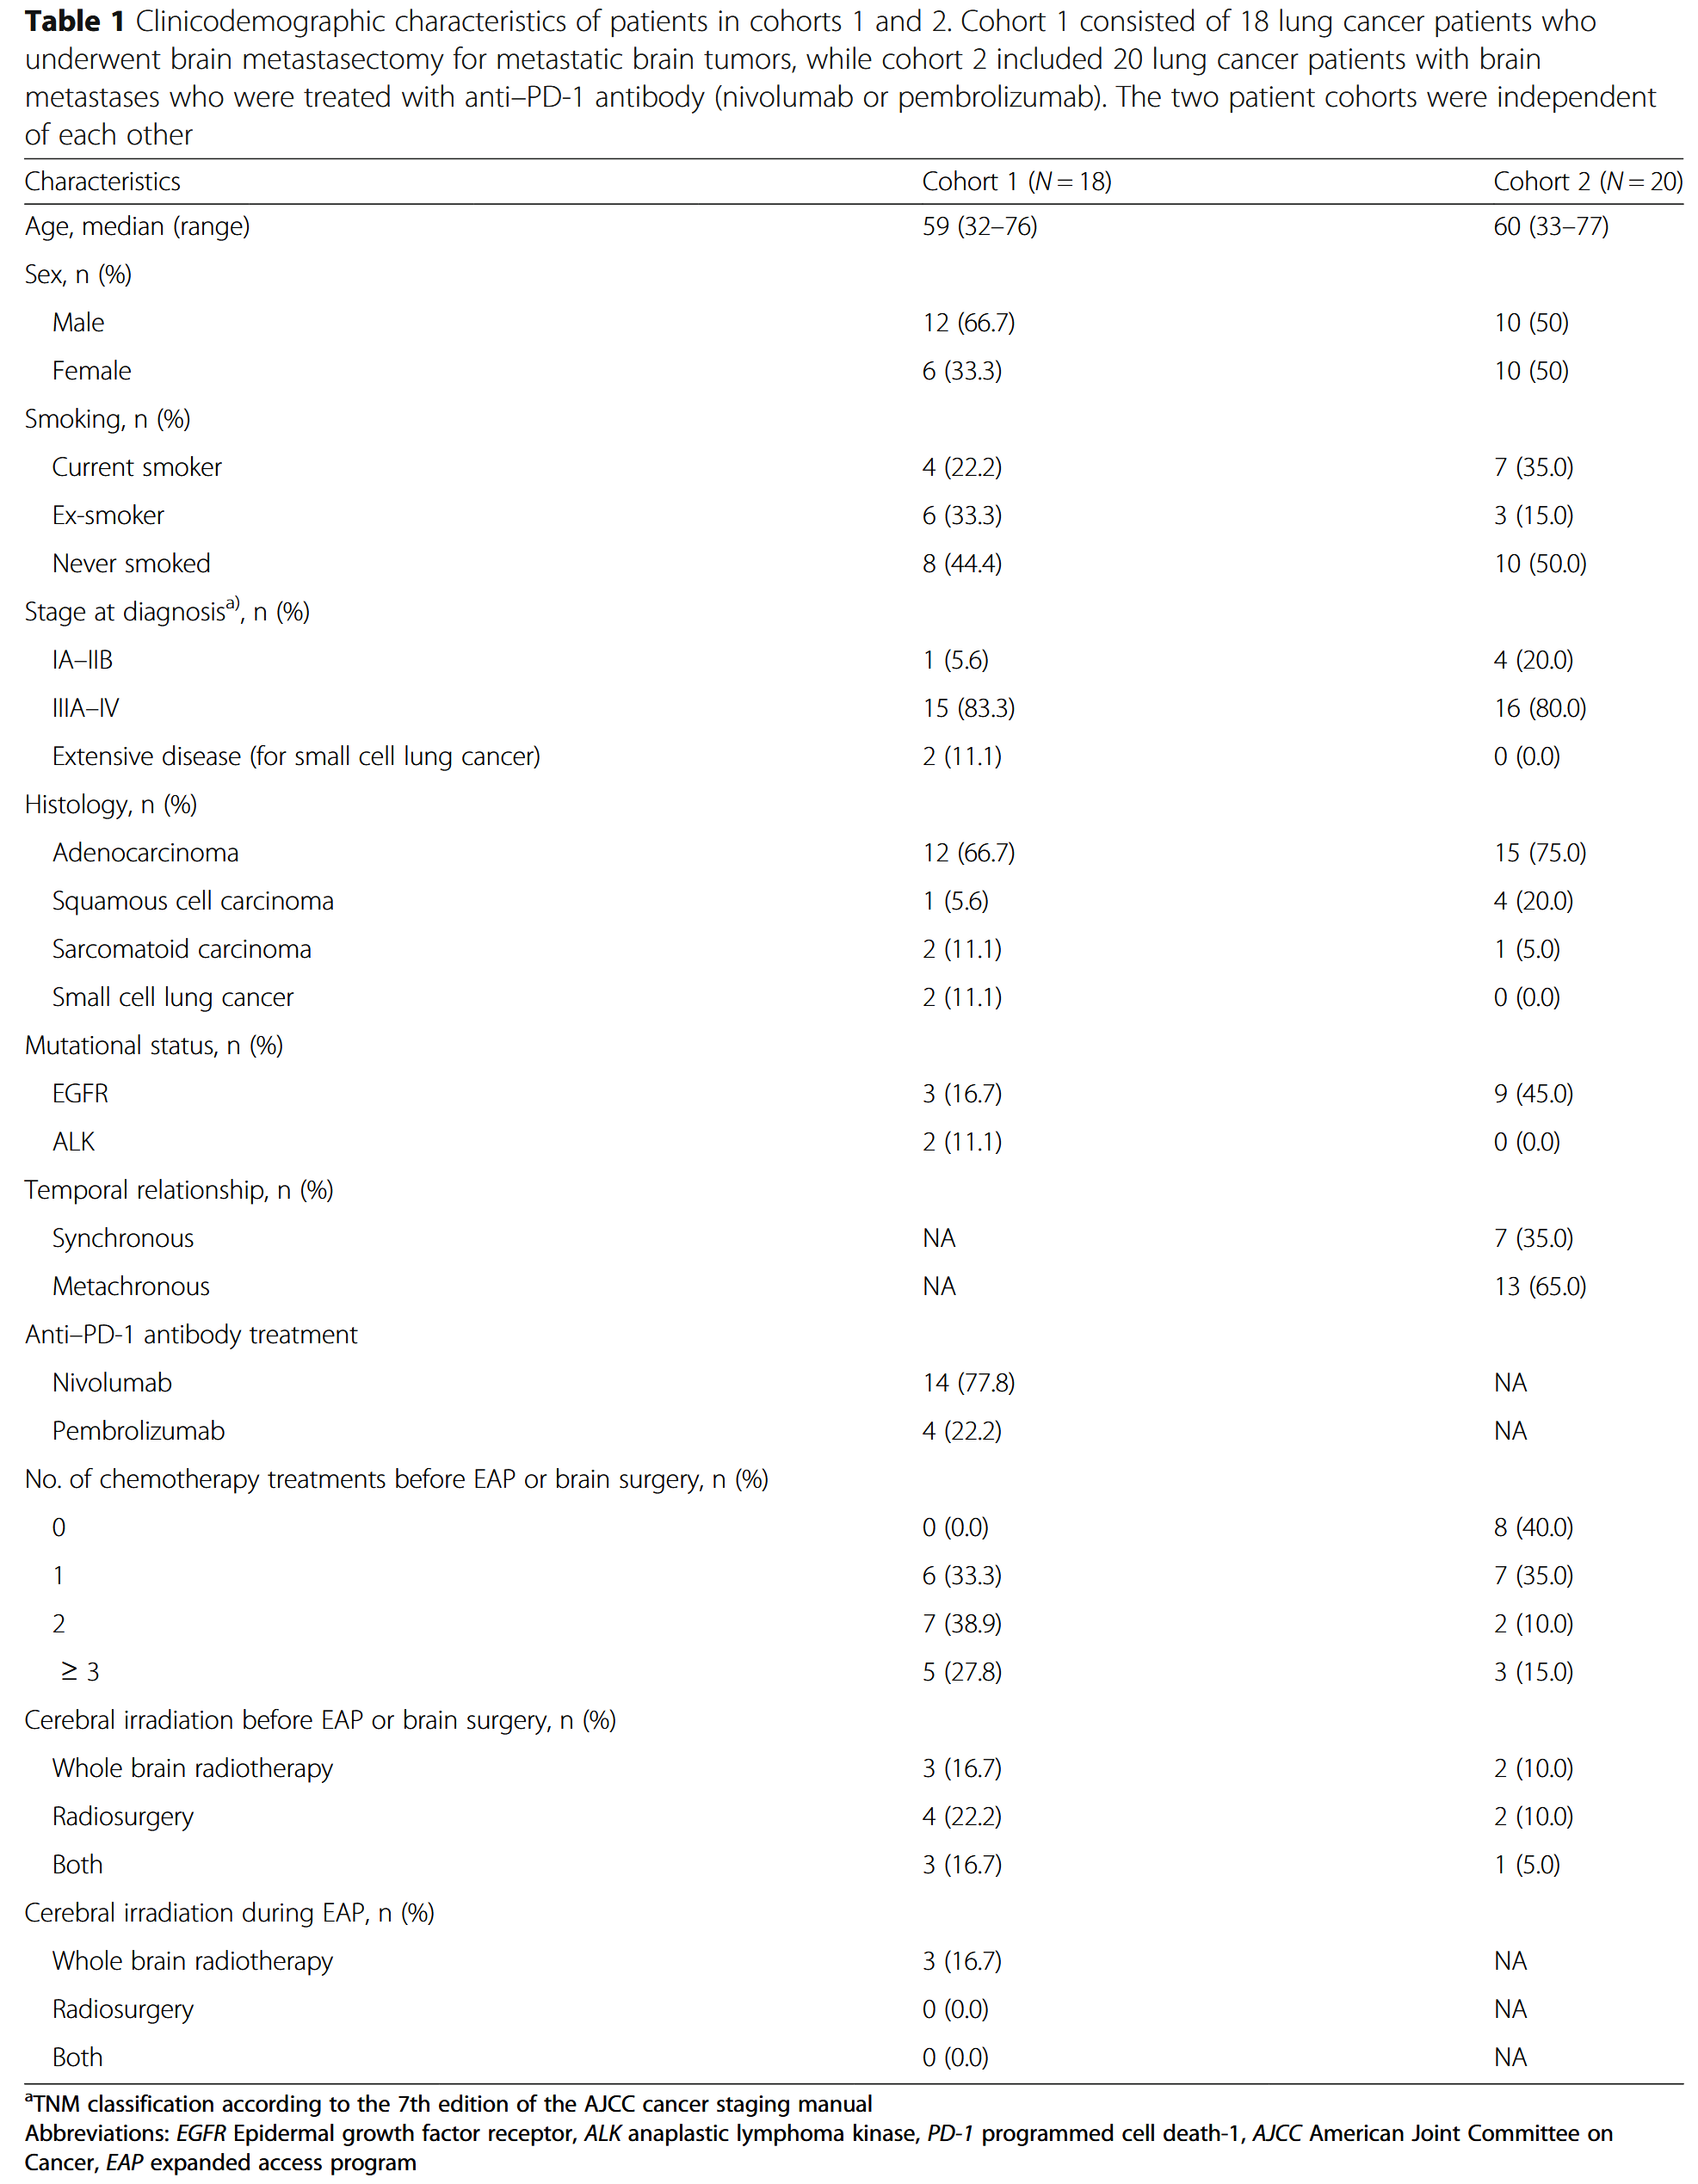 Table 1 Clinicodemographic characteristics of patients in cohorts 1 and 2. Cohort 1 consisted of 18 lung cancer patients who
underwent brain metastasectomy for metastatic brain tumors, while cohort 2 included 20 lung cancer patients with brain
metastases who were treated with anti–PD-1 antibody (nivolumab or pembrolizumab). The two patient cohorts were independent
of each other
Characteristics Cohort 1 (N = 18) Cohort 2 (N = 20)
Age, median (range) 59 (32–76) 60 (33–77)
Sex, n (%)
Male 12 (66.7) 10 (50)
Female 6 (33.3) 10 (50)
Smoking, n (%)
Current smoker 4 (22.2) 7 (35.0)
Ex-smoker 6 (33.3) 3 (15.0)
Never smoked 8 (44.4) 10 (50.0)
Stage at diagnosisa), n (%)
IA–IIB 1 (5.6) 4 (20.0)
IIIA–IV 15 (83.3) 16 (80.0)
Extensive disease (for small cell lung cancer) 2 (11.1) 0 (0.0)
Histology, n (%)
Adenocarcinoma 12 (66.7) 15 (75.0)
Squamous cell carcinoma 1 (5.6) 4 (20.0)
Sarcomatoid carcinoma 2 (11.1) 1 (5.0)
Small cell lung cancer 2 (11.1) 0 (0.0)
Mutational status, n (%)
EGFR 3 (16.7) 9 (45.0)
ALK 2 (11.1) 0 (0.0)
Temporal relationship, n (%)
Synchronous NA 7 (35.0)
Metachronous NA 13 (65.0)
Anti–PD-1 antibody treatment
Nivolumab 14 (77.8) NA
Pembrolizumab 4 (22.2) NA
No. of chemotherapy treatments before EAP or brain surgery, n (%)
0 0 (0.0) 8 (40.0)
1 6 (33.3) 7 (35.0)
2 7 (38.9) 2 (10.0)
≥ 3 5 (27.8) 3 (15.0)
Cerebral irradiation before EAP or brain surgery, n (%)
Whole brain radiotherapy 3 (16.7) 2 (10.0)
Radiosurgery 4 (22.2) 2 (10.0)
Both 3 (16.7) 1 (5.0)
Cerebral irradiation during EAP, n (%)
Whole brain radiotherapy 3 (16.7) NA
Radiosurgery 0 (0.0) NA
Both 0 (0.0) NA
aTNM classification according to the 7th edition of the AJCC cancer staging manual
Abbreviations: EGFR Epidermal growth factor receptor, ALK anaplastic lymphoma kinase, PD-1 programmed cell death-1, AJCC American Joint Committee on
Cancer, EAP expanded access program